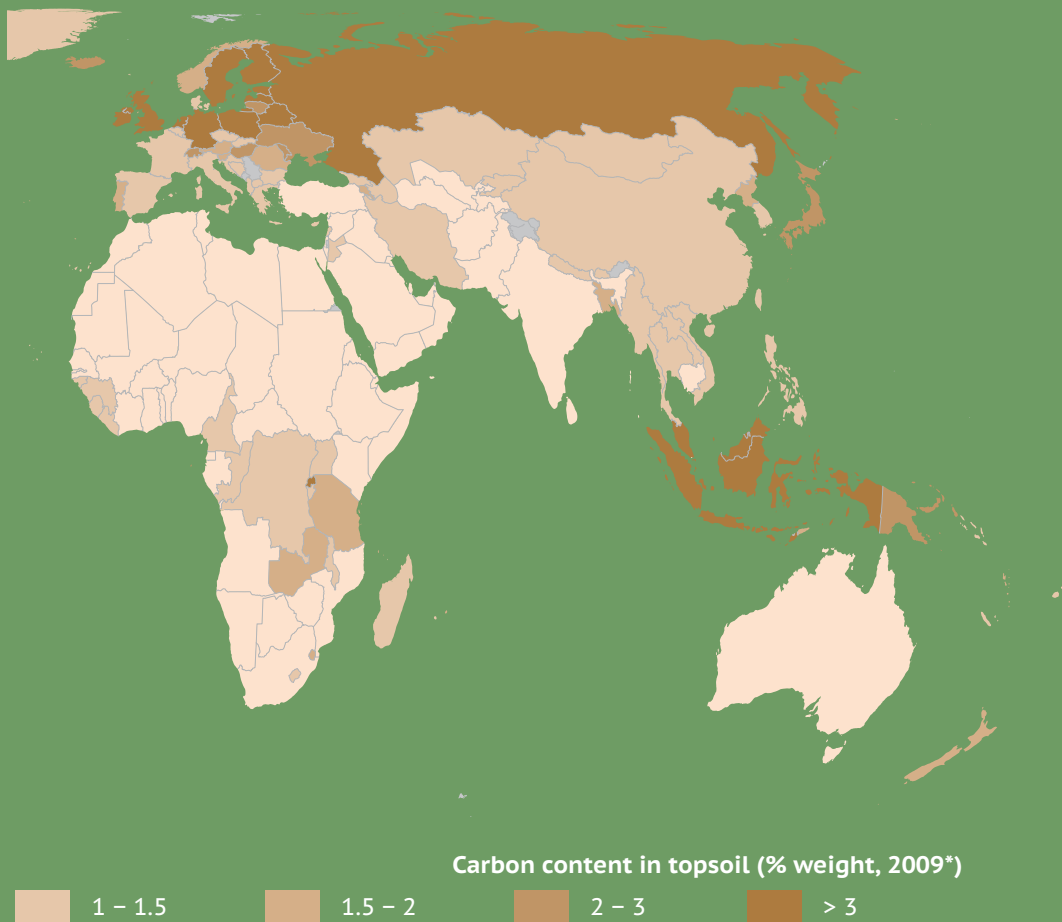 Carbon content in topsoil (% weight, 2009*)
1 – 1.5 1.5 – 2 2 – 3 > 3